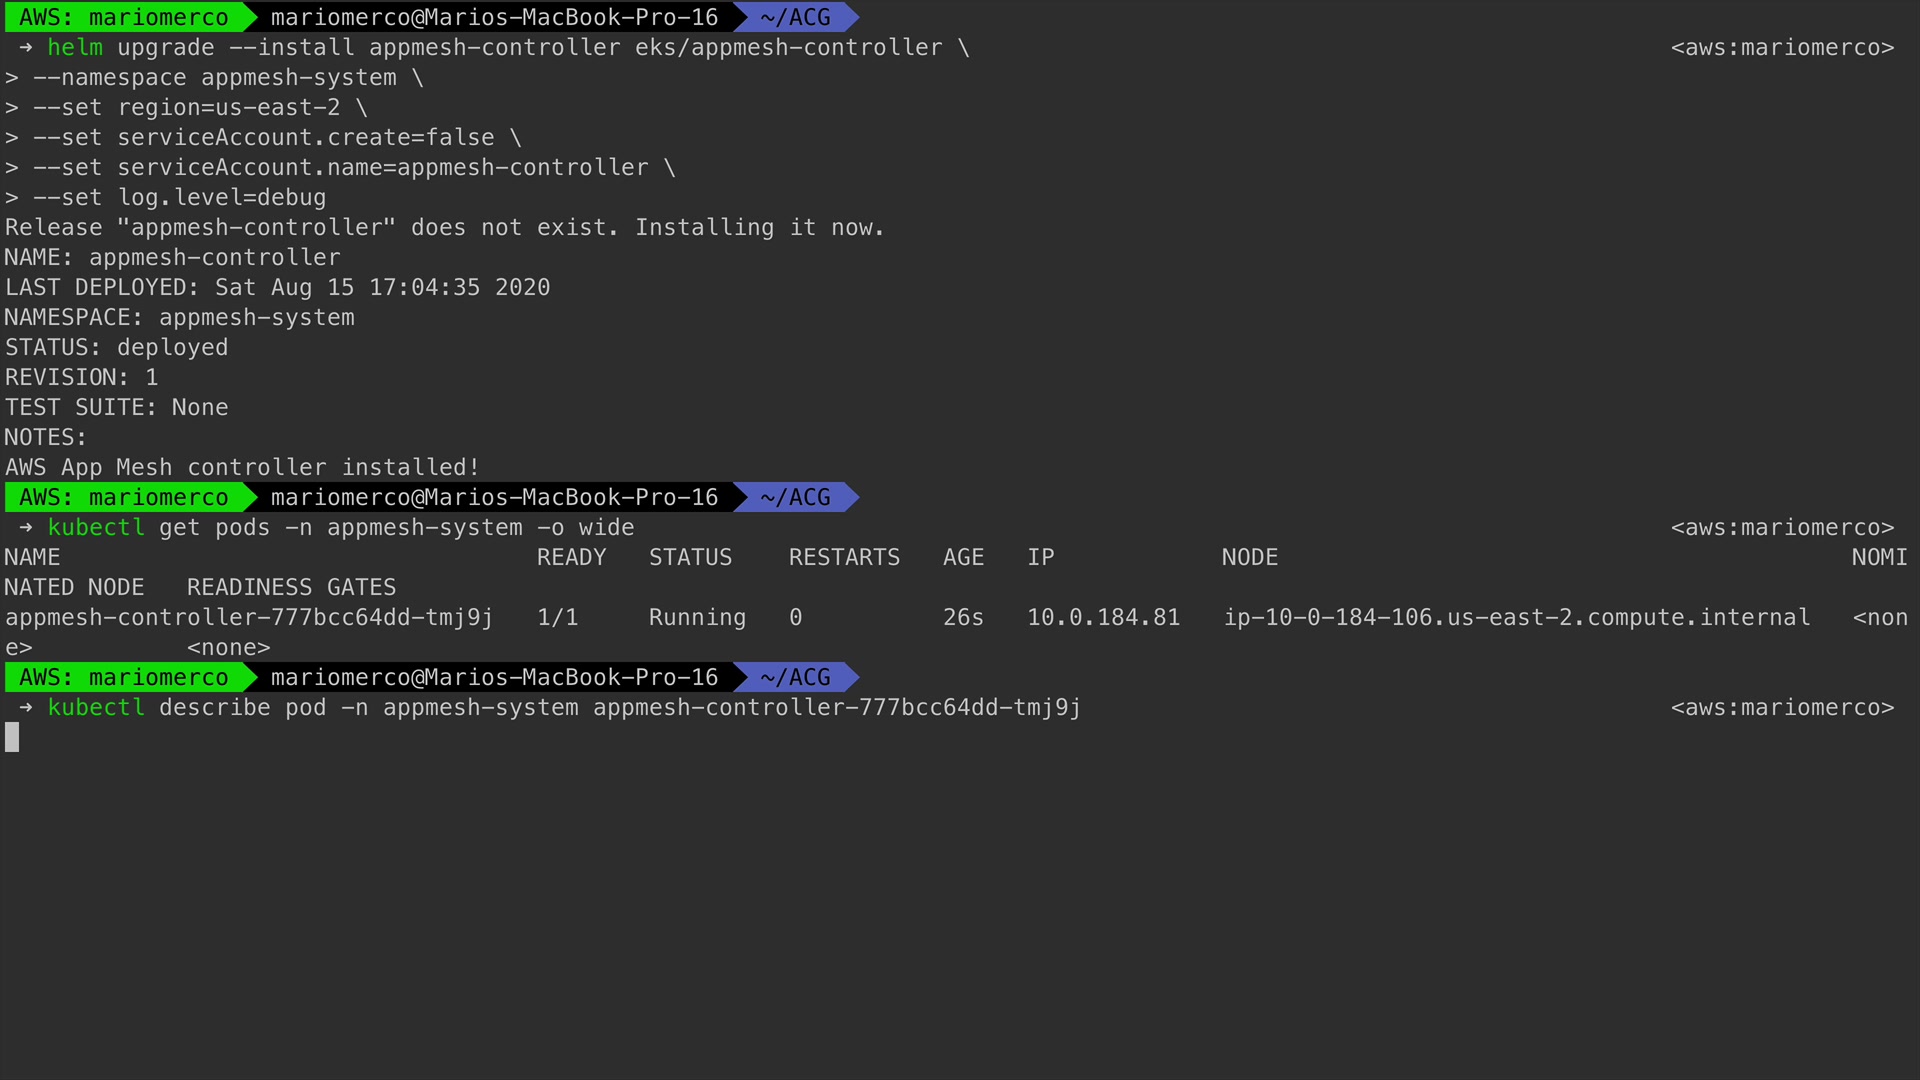 AWS: mariomerco mariomerco@Marios-MacBook-Pro-16 ~/ACG
➜ helm upgrade --install appmesh-controller eks/appmesh-controller \ <aws:mariomerco>
> --namespace appmesh-system \
> --set region=us-east-2 \
> --set serviceAccount.create=false \
> --set serviceAccount.name=appmesh-controller \
> --set log.level=debug
Release "appmesh-controller" does not exist. Installing it now.
NAME: appmesh-controller
LAST DEPLOYED: Sat Aug 15 17:04:35 2020
NAMESPACE: appmesh-system
STATUS: deployed
REVISION: 1
TEST SUITE: None
NOTES:
AWS App Mesh controller installed!
AWS: mariomerco mariomerco@Marios-MacBook-Pro-16 ~/ACG
➜ kubectl get pods -n appmesh-system -o wide <aws:mariomerco>
NAME READY STATUS RESTARTS AGE IP NODE NOMI
NATED NODE READINESS GATES
appmesh-controller-777bcc64dd-tmj9j 1/1 Running 0 26s 10.0.184.81 ip-10-0-184-106.us-east-2.compute.internal <non
e> <none>
AWS: mariomerco mariomerco@Marios-MacBook-Pro-16 ~/ACG
➜ kubectl describe pod -n appmesh-system appmesh-controller-777bcc64dd-tmj9j <aws:mariomerco>